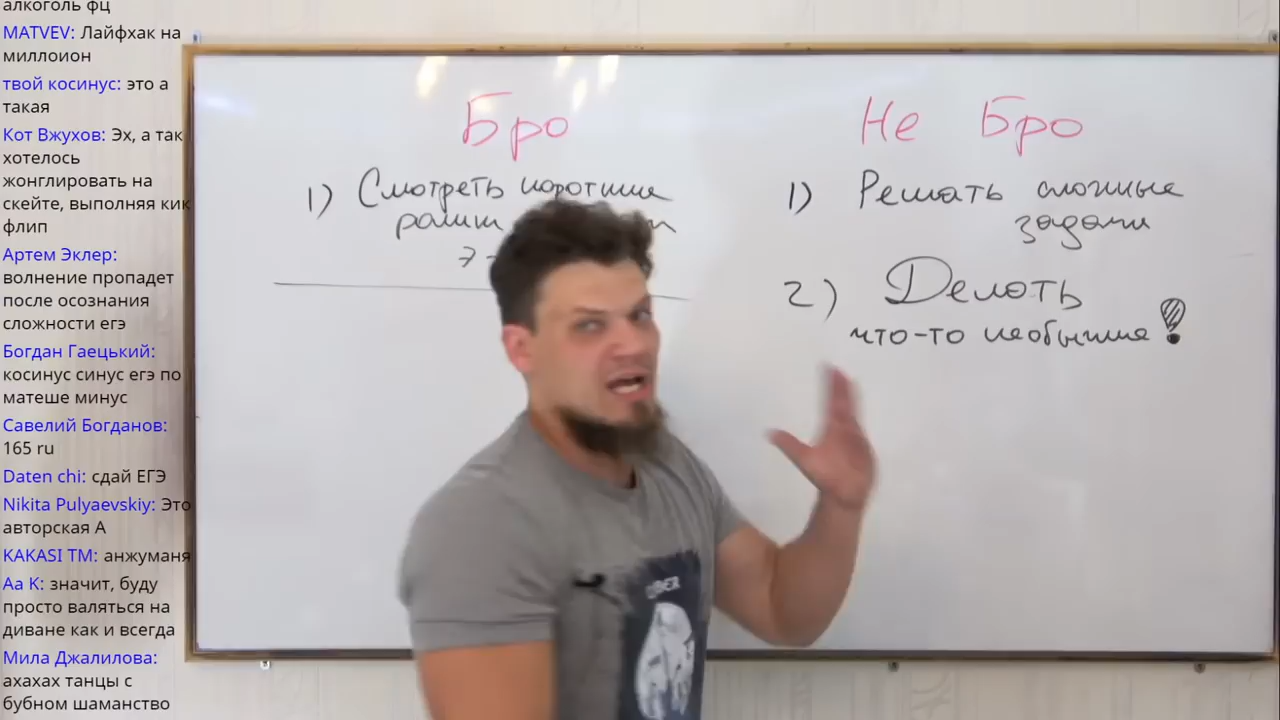 алкоголь фц
MATVEV: Лайфхак на
миллоион
твой косинус: это а
такая
Кот Вжухов: Эх, а так
хотелось
жонглировать на
скейте, выполняя кик
флип
Артем Эклер:
волнение пропадет
после осознания
сложности егэ
Богдан Гаецький:
косинус синус егэ по
матеше минус
Савелий Богданов:
165 ru
Daten chi: сдай ЕГЭ
Nikita Pulyaevskiy: Это
авторская А
KAKASI TM: анжуманя
Aa K: значит, буду
просто валяться на
диване как и всегда
Мила Джалилова:
ахахах танцы с
бубном шаманство
Бро
1) Смотреть короткие
ролики
Не Бро
1) Решать сложные
задачи
2) Делать
что-то необычное!